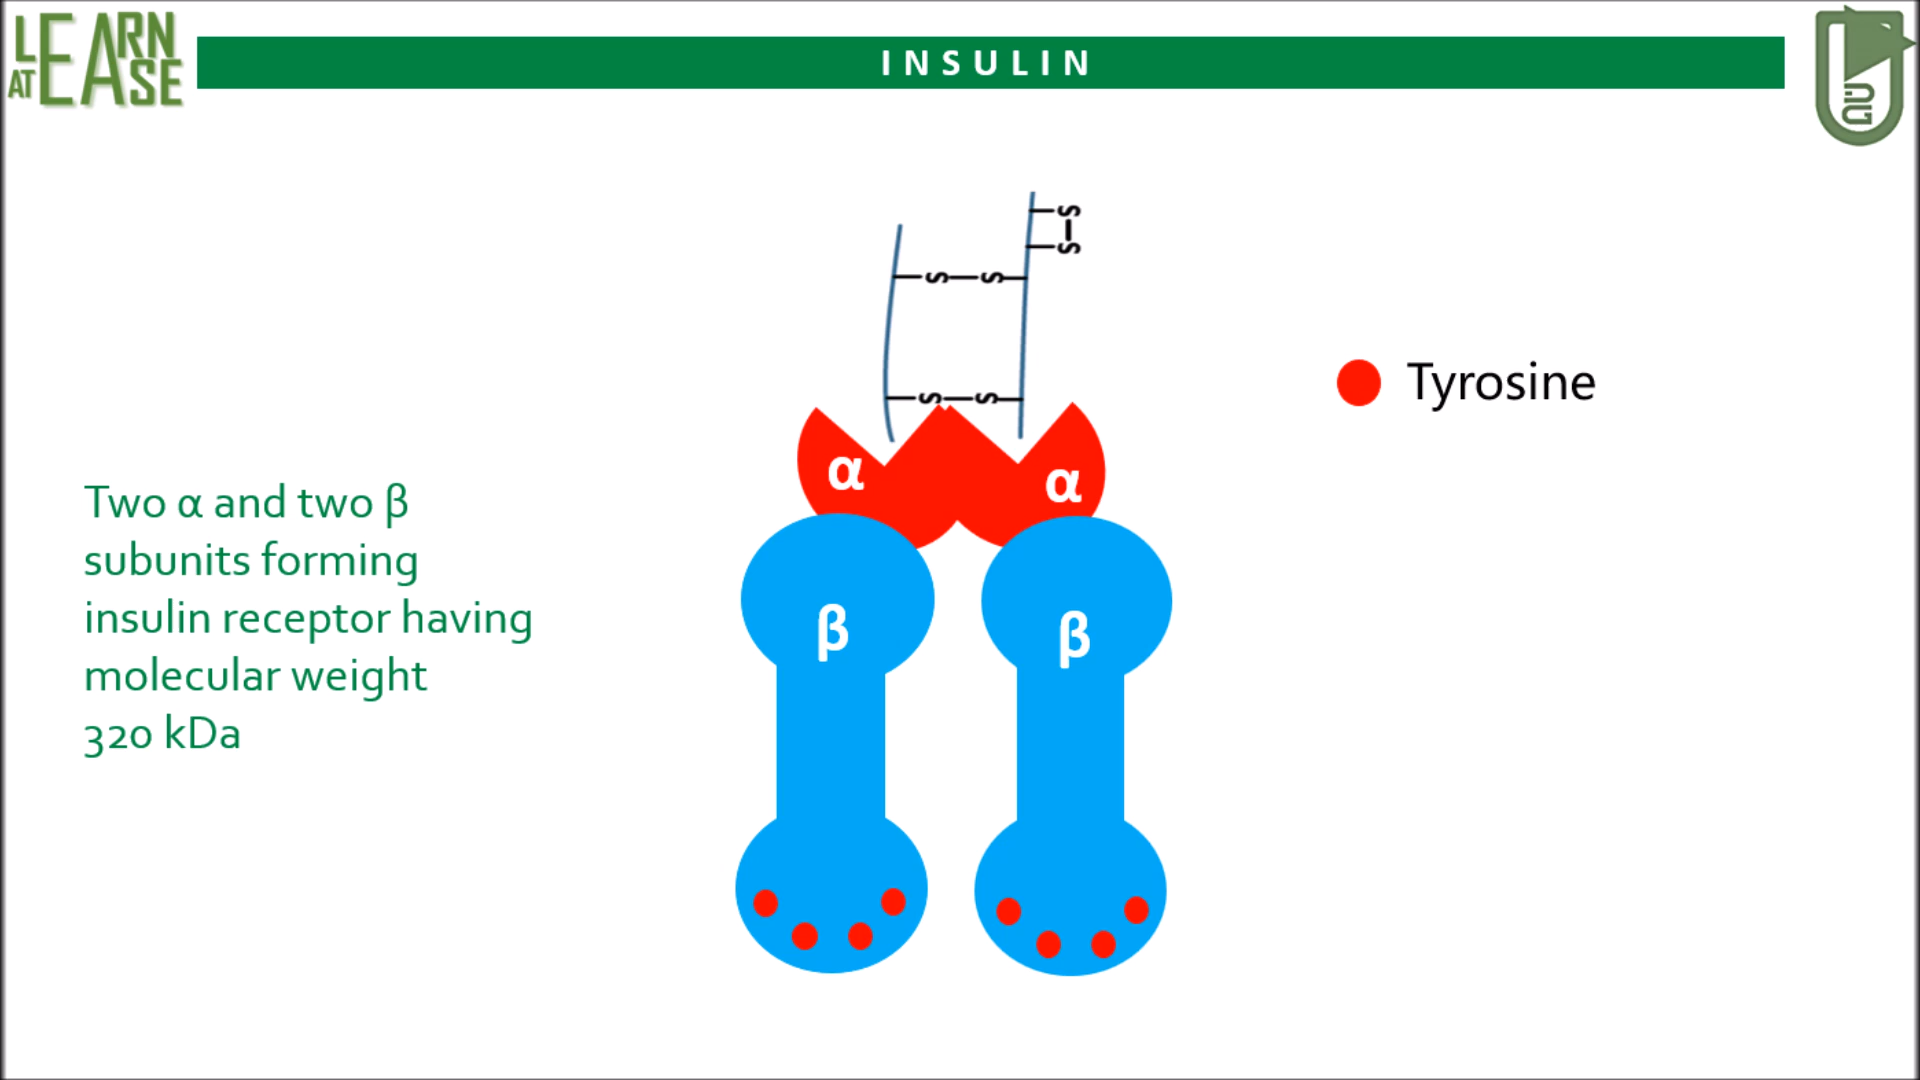 LEARN
AT EASE
INSULIN
S
S
S S
S S
Tyrosine
α α
Two α and two β
subunits forming
insulin receptor having
molecular weight
320 kDa
β β